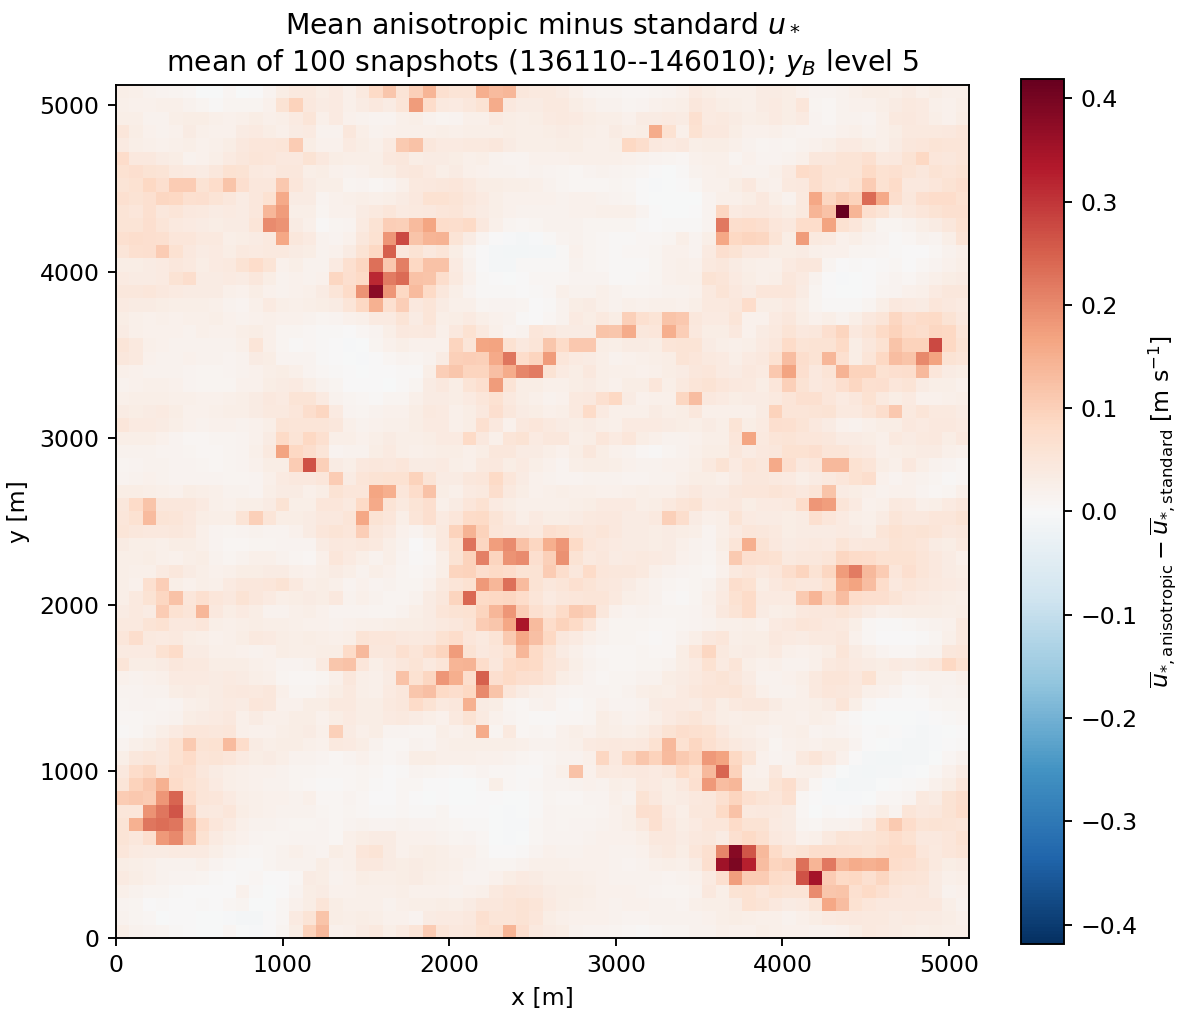 Mean anisotropic minus standard u_*
mean of 100 snapshots (136110--146010); y_B level 5
5000
4000
3000
2000
1000
0
y [m]
0 1000 2000 3000 4000 5000
x [m]
0.4
0.3
0.2
0.1
0.0
−0.1
−0.2
−0.3
−0.4
u̅_{*, anisotropic} − u̅_{*, standard} [m s⁻¹]